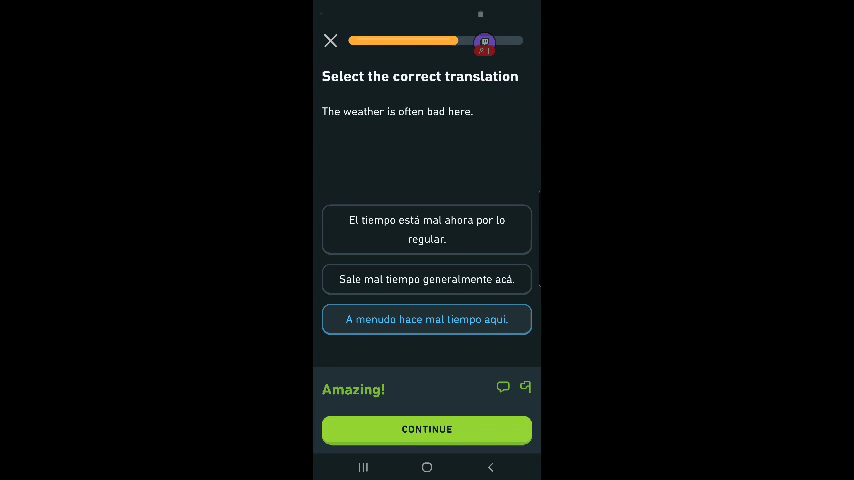 Select the correct translation
The weather is often bad here.
El tiempo está mal ahora por lo
regular.
Sale mal tiempo generalmente acá.
A menudo hace mal tiempo aquí.
Amazing!
CONTINUE